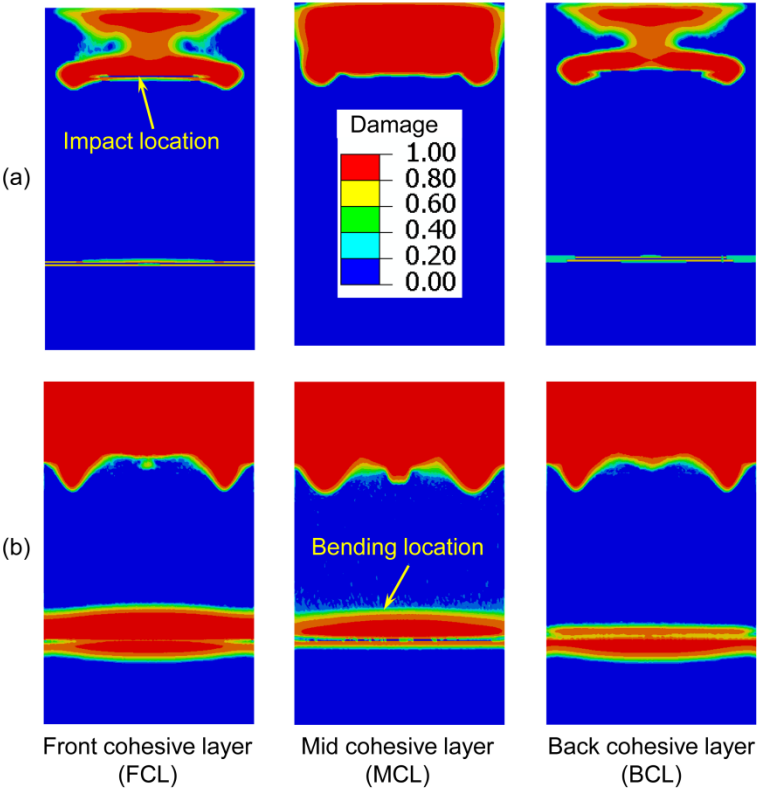 (a)
Impact location
Damage
1.00
0.80
0.60
0.40
0.20
0.00
(b)
Bending location
Front cohesive layer
(FCL)
Mid cohesive layer
(MCL)
Back cohesive layer
(BCL)